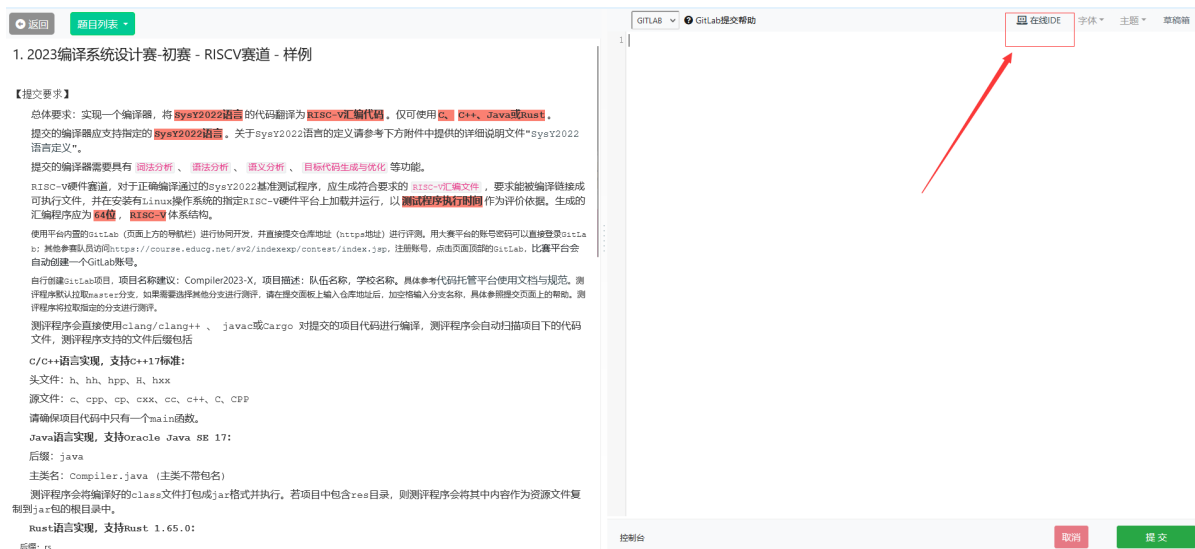 返回
题目列表
1. 2023编译系统设计赛-初赛 - RISCV赛道 - 样例
【提交要求】
总体要求：实现一个编译器，将 SysY2022语言 的代码翻译为 RISC-V汇编代码 。仅可使用 C、 C++、Java或Rust 。
提交的编译器应支持指定的 SysY2022语言 。关于SysY2022语言的定义请参考下方附件中提供的详细说明文件"SysY2022
语言定义"。
提交的编译器需要具有 词法分析 、 语法分析 、 语义分析 、 目标代码生成与优化 等功能。
RISC-V硬件赛道，对于正确编译通过的SysY2022基准测试程序，应生成符合要求的 RISC-V汇编文件 ，要求能被编译链接成
可执行文件，并在安装有Linux操作系统的指定RISC-V硬件平台上加载并运行，以 测试程序执行时间 作为评价依据。生成的
汇编程序应为 64位 ， RISC-V 体系结构。
使用平台内置的GitLab（页面上方的导航栏）进行协同开发，并直接提交仓库地址（https地址）进行评测。用大赛平台的账号密码可以直接登录GitLa
b；其他参赛队员访问https://course.educg.net/sv2/indexexp/contest/index.jsp，注册账号，点击页面顶部的GitLab，比赛平台会
自动创建一个GitLab账号。
自行创建GitLab项目，项目名称建议：Compiler2023-X，项目描述：队伍名称，学校名称。具体参考代码托管平台使用文档与规范。测
评程序默认拉取master分支，如果需要选择其他分支进行测评，请在提交面板上输入仓库地址后，加空格输入分支名称，具体参照提交页面上的帮助。测
评程序将拉取指定的分支进行测评。
测评程序会直接使用clang/clang++ 、 javac或Cargo 对提交的项目代码进行编译，测评程序会自动扫描项目下的代码
文件，测评程序支持的文件后缀包括
C/C++语言实现，支持C++17标准：
头文件：h、hh、hpp、H、hxx
源文件：c、cpp、cp、cxx、cc、c++、C、CPP
请确保项目代码中只有一个main函数。
Java语言实现，支持Oracle Java SE 17：
后缀：java
主类名：Compiler.java (主类不带包名)
测评程序会将编译好的class文件打包成jar格式并执行。若项目中包含res目录，则测评程序会将其中内容作为资源文件复
制到jar包的根目录中。
Rust语言实现，支持Rust 1.65.0：
后缀：rs
GITLAB
GitLab提交帮助
在线IDE
字体
主题
草稿箱
1
控制台
取消
提 交